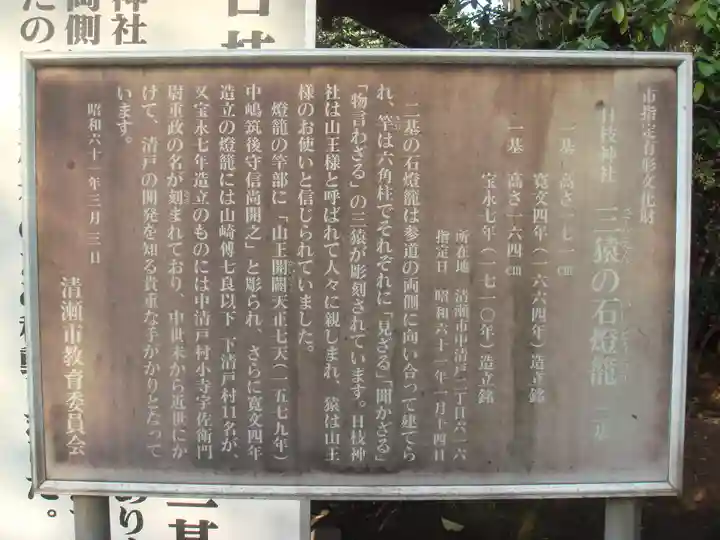 市指定有形文化財
日枝神社 三猿の石燈籠 二基
一基 高さ一七一㎝
寛文四年(一六六四年)造立銘
一基 高さ一六四㎝
宝永七年(一七一〇年)造立銘
所在地 清瀬市中清戸二丁目六一六
指定日 昭和六十一年一月十四日
二基の石燈籠は参道の両側に向い合って建てら
れ、竿は六角柱でそれぞれに「見ざる」「聞かざる」
「物言わざる」の三猿が彫刻されています。日枝神
社は山王様と呼ばれて人々に親しまれ、猿は山王
様のお使いと信じられていました。
燈籠の竿部に「山王開闢天正七天(一五七九年)
中嶋筑後守信尚開之」と彫られ、さらに寛文四年
造立の燈籠には山崎傳七良以下 下清戸村11名が、
又宝永七年造立のものには中清戸村小寺宇佐衛門
尉重政の名が刻まれており、中世末から近世にか
けて、清戸の開発を知る貴重な手がかりとなって
います。
昭和六十一年三月三日
清瀬市教育委員会